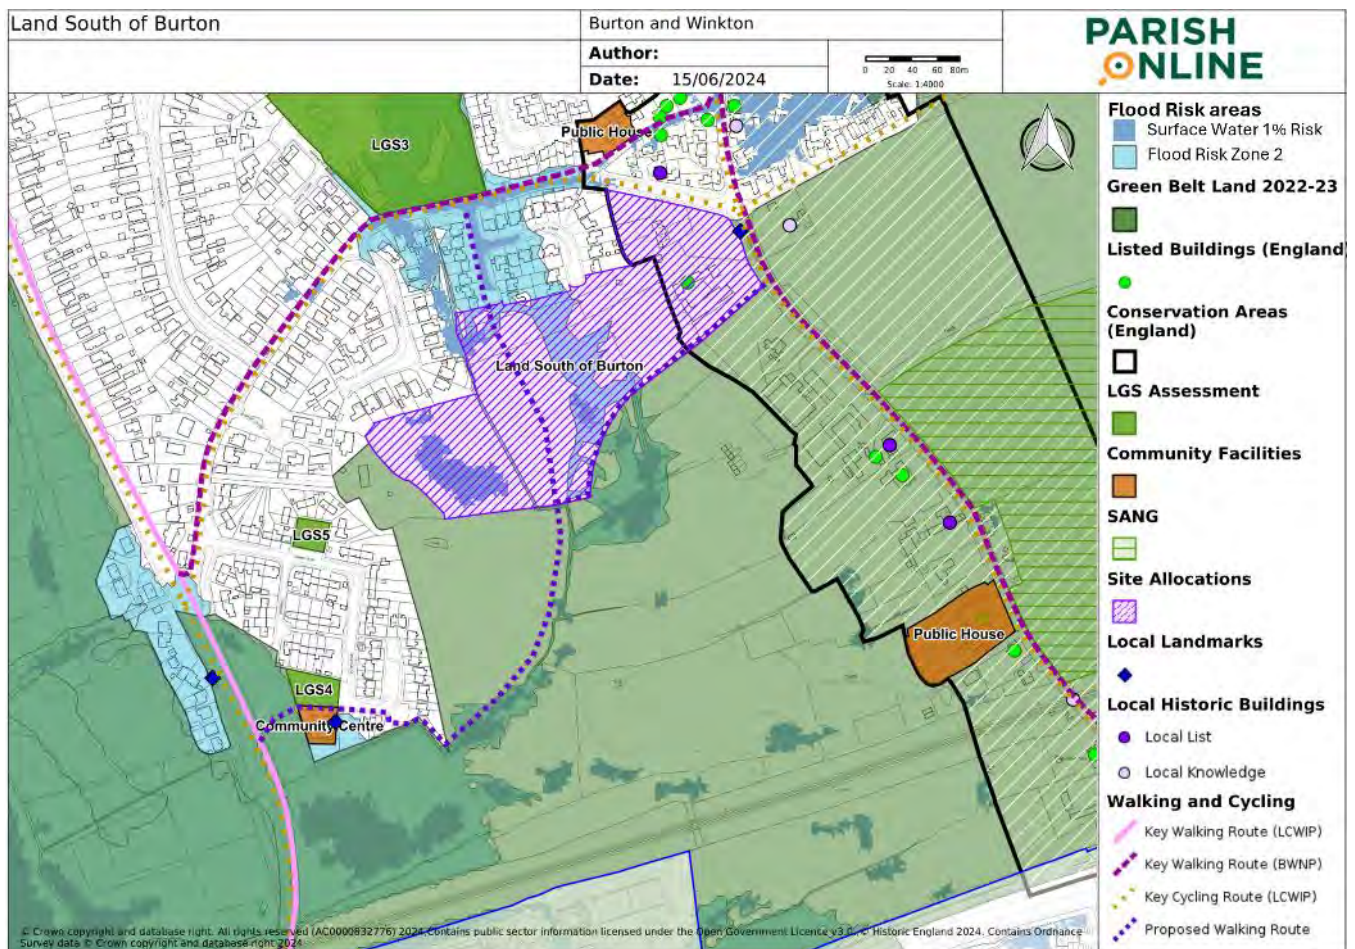 Land South of Burton
Burton and Winkton
Author:
Date: 15/06/2024
0 20 40 60 80m
Scale: 1:4000
PARISH
ONLINE
LGS3
Public House
Land South of Burton
LGS5
Public House
LGS4
Community Centre
Flood Risk areas
Surface Water 1% Risk
Flood Risk Zone 2
Green Belt Land 2022-23
Listed Buildings (England)
Conservation Areas
(England)
LGS Assessment
Community Facilities
SANG
Site Allocations
Local Landmarks
Local Historic Buildings
Local List
Local Knowledge
Walking and Cycling
Key Walking Route (LCWIP)
Key Walking Route (BWNP)
Key Cycling Route (LCWIP)
Proposed Walking Route
© Crown copyright and database right. All rights reserved (AC0000832776) 2024 Contains public sector information licensed under the Open Government Licence v3.0, © Historic England 2024, Contains Ordnance
Survey data © Crown copyright and database right 2024